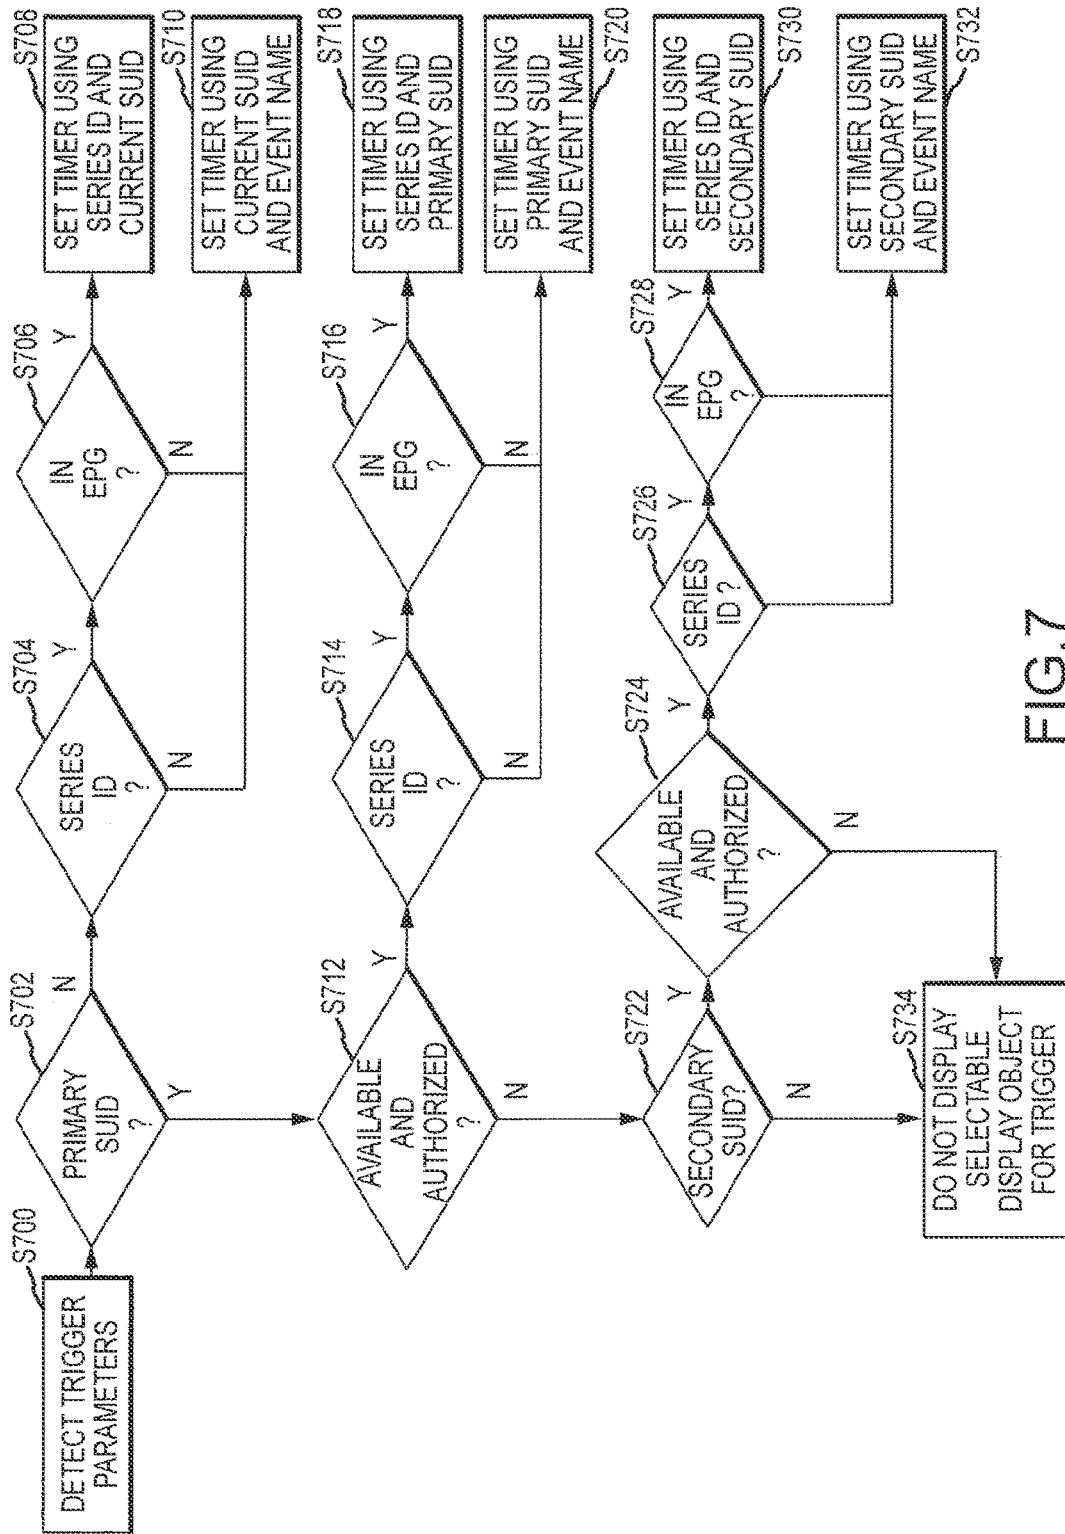 S700
DETECT TRIGGER
PARAMETERS
S702
PRIMARY
SUID
?
N
Y
S704
SERIES
ID
?
Y
N
S706
IN
EPG
?
Y
N
S708
SET TIMER USING
SERIES ID AND
CURRENT SUID
S710
SET TIMER USING
CURRENT SUID
AND EVENT NAME
S712
AVAILABLE
AND
AUTHORIZED
?
Y
N
S714
SERIES
ID
?
Y
N
S716
IN
EPG
?
Y
N
S718
SET TIMER USING
SERIES ID AND
PRIMARY SUID
S720
SET TIMER USING
PRIMARY SUID
AND EVENT NAME
S722
SECONDARY
SUID?
Y
N
S724
AVAILABLE
AND
AUTHORIZED
?
Y
N
S726
SERIES
ID ?
Y
S728
IN
EPG
?
Y
S730
SET TIMER USING
SERIES ID AND
SECONDARY SUID
S732
SET TIMER USING
SECONDARY SUID
AND EVENT NAME
S734
DO NOT DISPLAY
SELECTABLE
DISPLAY OBJECT
FOR TRIGGER
FIG.7